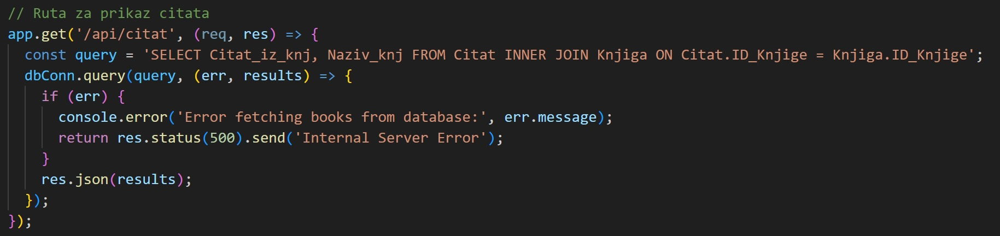 // Ruta za prikaz citata
app.get('/api/citat', (req, res) => {
  const query = 'SELECT Citat_iz_knj, Naziv_knj FROM Citat INNER JOIN Knjiga ON Citat.ID_Knjige = Knjiga.ID_Knjige';
  dbConn.query(query, (err, results) => {
    if (err) {
      console.error('Error fetching books from database:', err.message);
      return res.status(500).send('Internal Server Error');
    }
    res.json(results);
  });
});